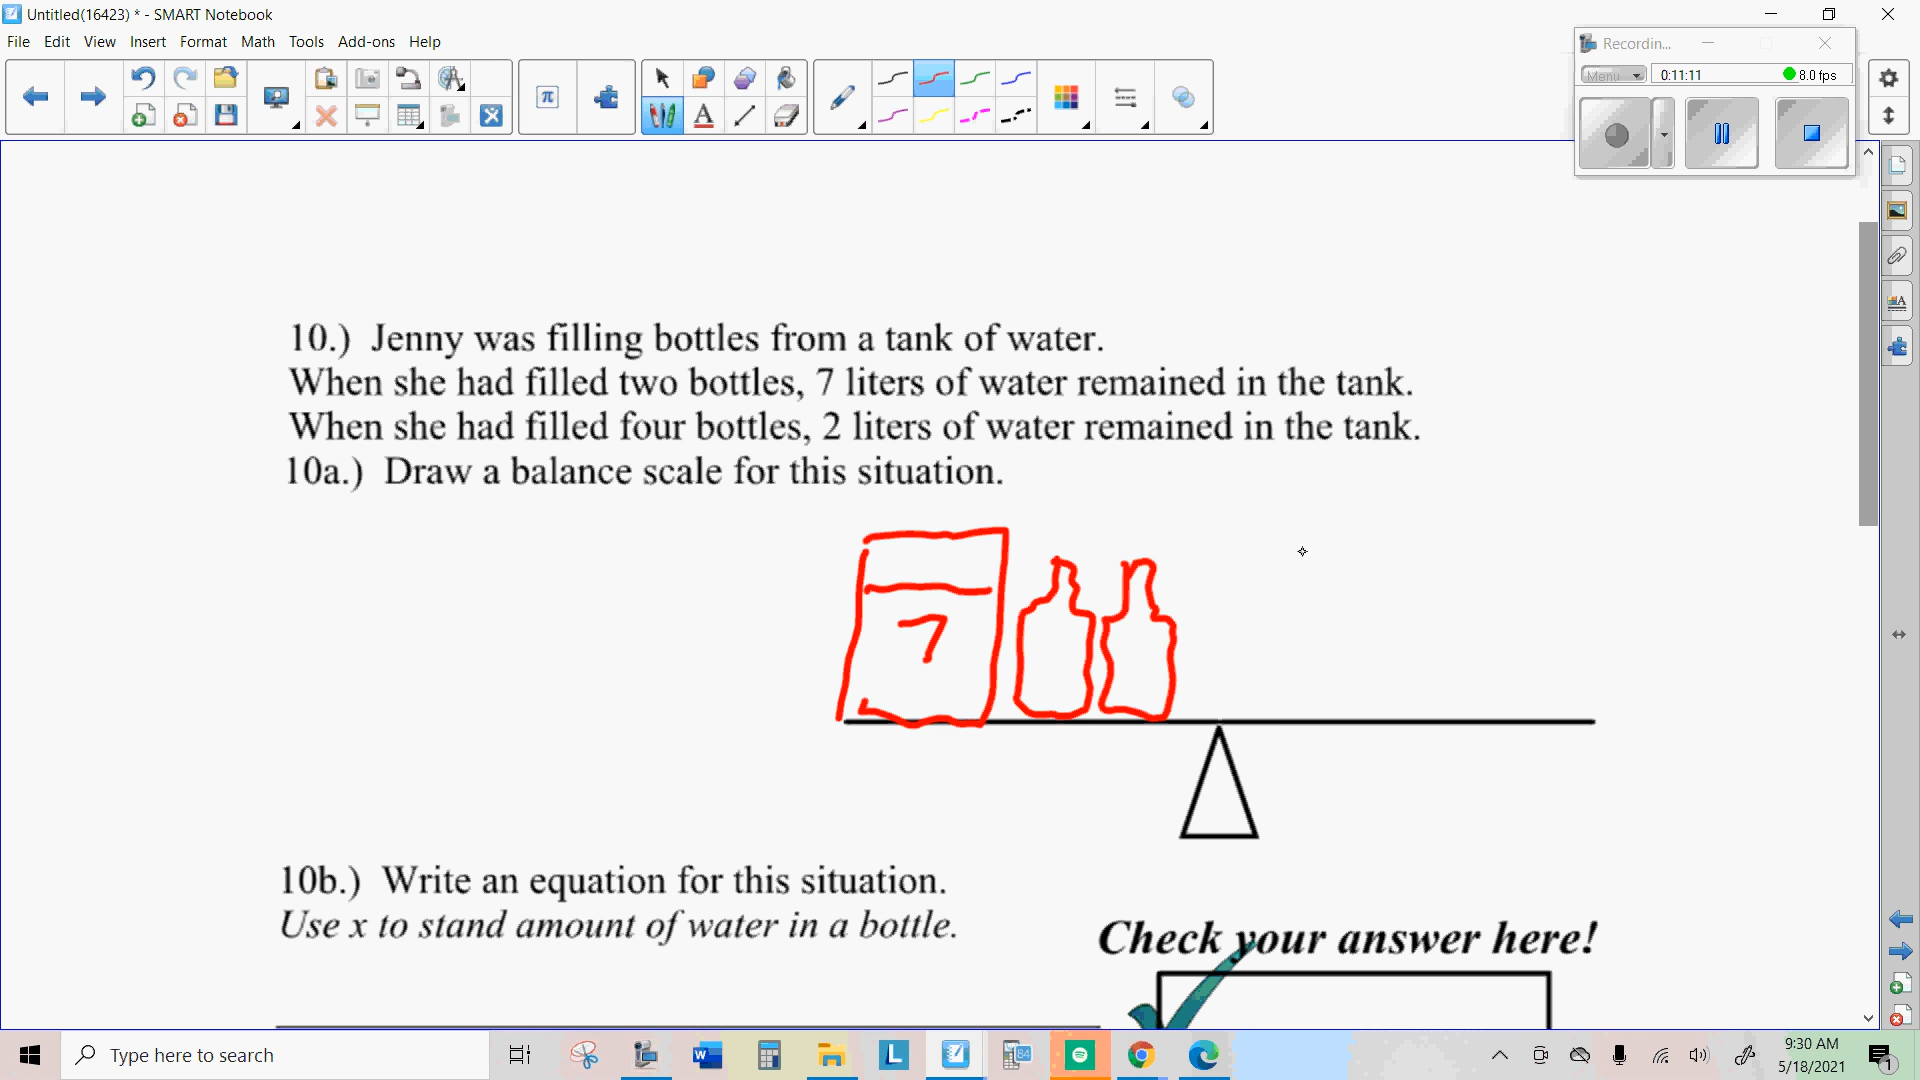 Untitled(16423) * - SMART Notebook
File Edit View Insert Format Math Tools Add-ons Help
Recordin...
Menu 0:11:11 8.0 fps
π
A
10.) Jenny was filling bottles from a tank of water.
When she had filled two bottles, 7 liters of water remained in the tank.
When she had filled four bottles, 2 liters of water remained in the tank.
10a.) Draw a balance scale for this situation.
7
10b.) Write an equation for this situation.
Use x to stand amount of water in a bottle.
Check your answer here!
Type here to search
W
L
84
9:30 AM
5/18/2021
1